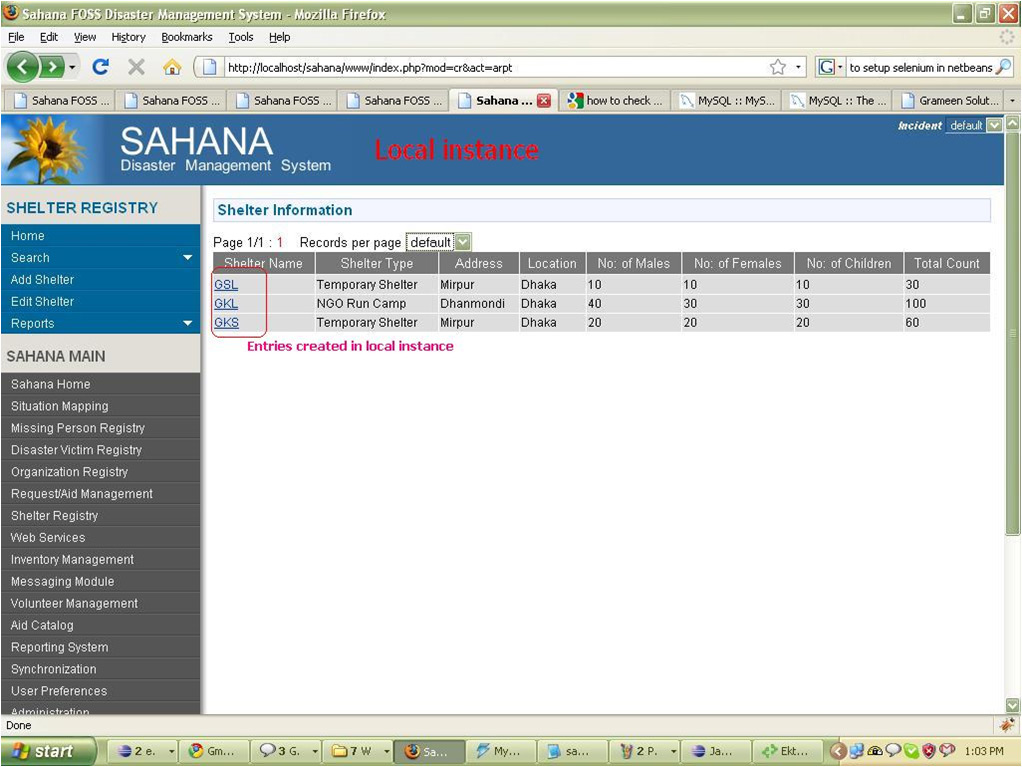 Sahana FOSS Disaster Management System - Mozilla Firefox
File Edit View History Bookmarks Tools Help
http://localhost/sahana/www/index.php?mod=cr&act=arpt
to setup selenium in netbeans
Sahana FOSS ... Sahana FOSS ... Sahana FOSS ... Sahana FOSS ... Sahana ... how to check ... MySQL :: MyS... MySQL :: The ... Grameen Solut...
Incident default
SAHANA
Disaster Management System
Local instance
SHELTER REGISTRY
Home
Search
Add Shelter
Edit Shelter
Reports
SAHANA MAIN
Sahana Home
Situation Mapping
Missing Person Registry
Disaster Victim Registry
Organization Registry
Request/Aid Management
Shelter Registry
Web Services
Inventory Management
Messaging Module
Volunteer Management
Aid Catalog
Reporting System
Synchronization
User Preferences
Administration
Shelter Information
Page 1/1 : 1 Records per page default
Shelter Name Shelter Type Address Location No: of Males No: of Females No: of Children Total Count
GSL Temporary Shelter Mirpur Dhaka 10 10 10 30
GKL NGO Run Camp Dhanmondi Dhaka 40 30 30 100
GKS Temporary Shelter Mirpur Dhaka 20 20 20 60
Entries created in local instance
Done
start 2 e. Gm... 3 G. 7 W Sa... My... sa... 2 P. Ja... Ekt... 1:03 PM